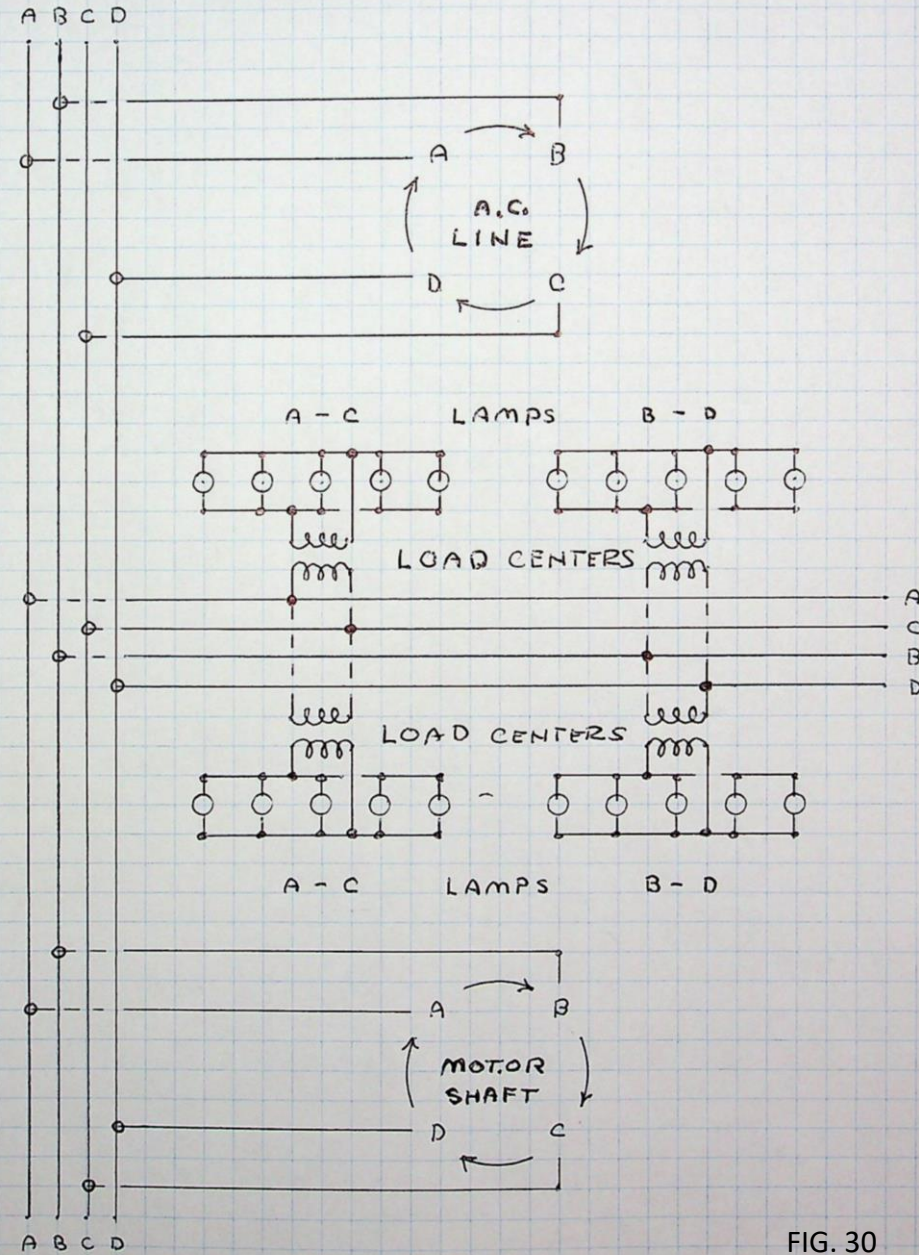 A B C D
A B
A.C.
LINE
D C
A - C LAMPS B - D
LOAD CENTERS
A
C
B
D
LOAD CENTERS
A - C LAMPS B - D
A B
MOTOR
SHAFT
D C
A B C D
FIG. 30